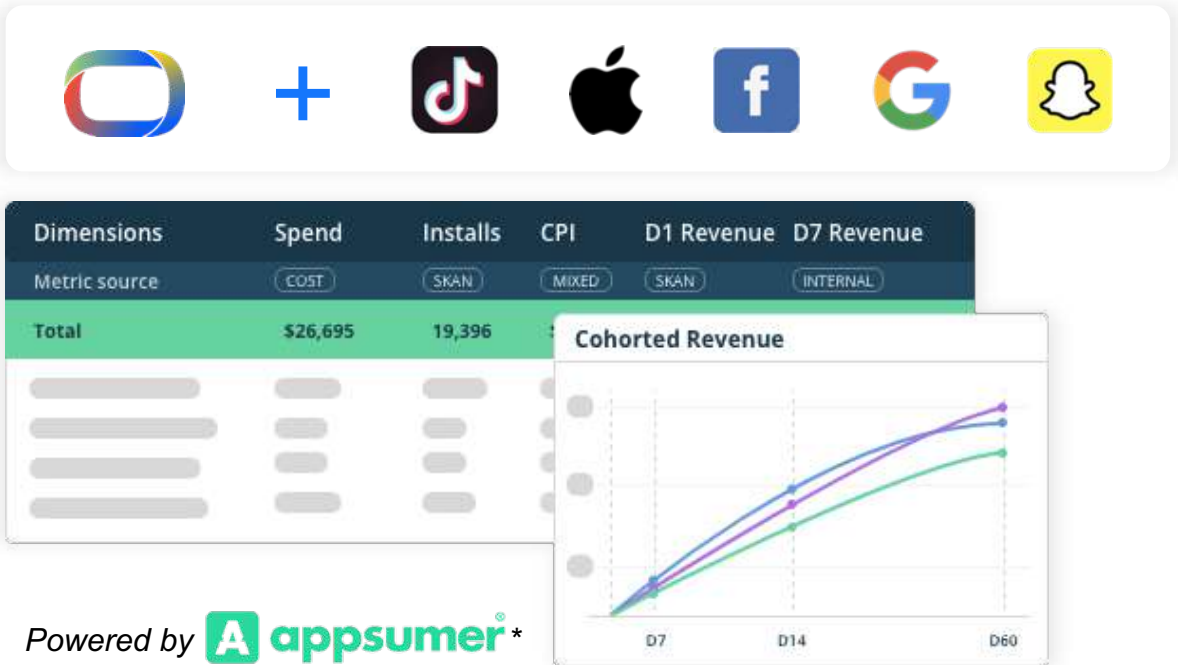 Dimensions Spend Installs CPI D1 Revenue D7 Revenue
Metric source COST SKAN MIXED SKAN INTERNAL
Total $26,695 19,396
Cohorted Revenue
D7 D14 D60
Powered by A appsumer® *